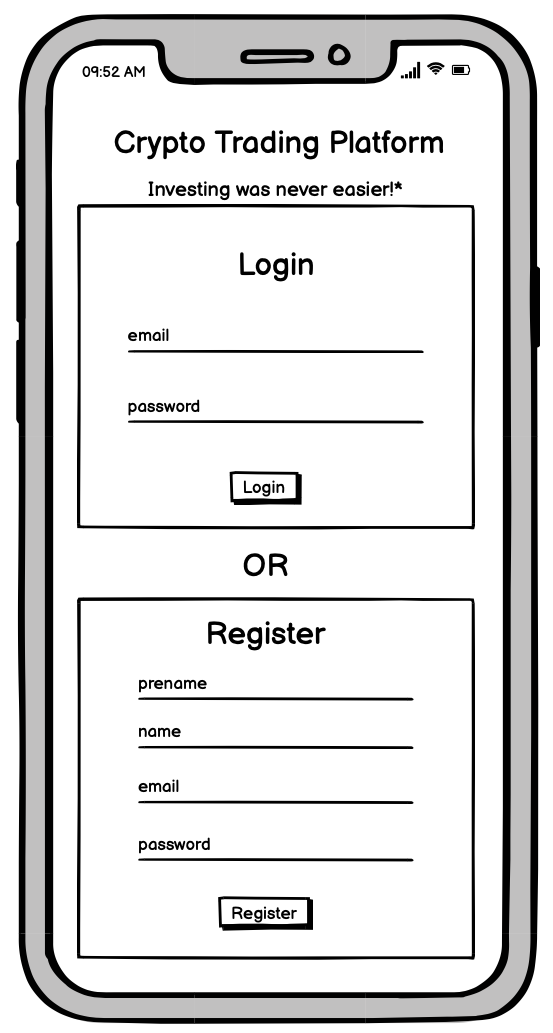 09:52 AM
Crypto Trading Platform
Investing was never easier!*
Login
email
password
Login
OR
Register
prename
name
email
password
Register